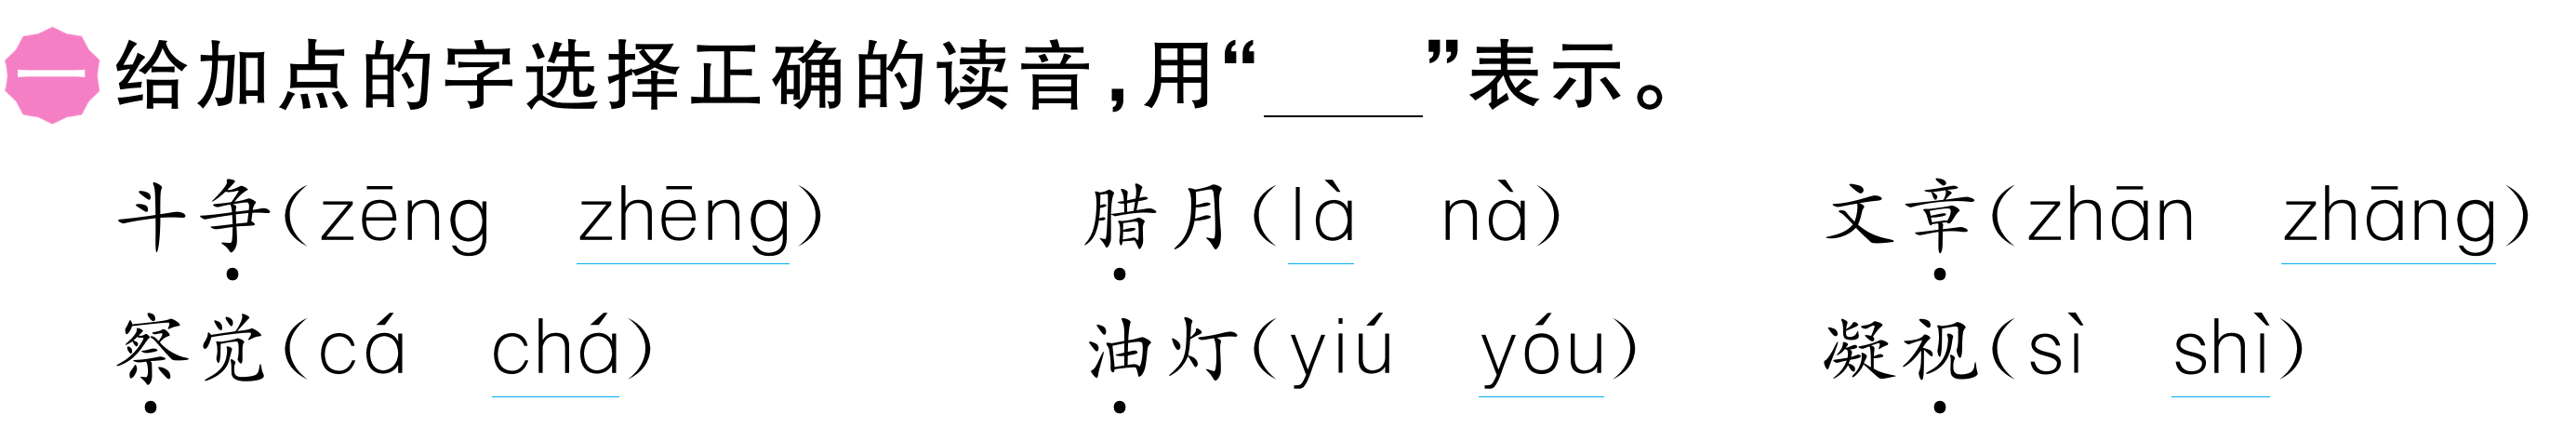 一 给加点的字选择正确的读音,用“____”表示。
斗争(zēng zhēng) 腊月(là nà) 文章(zhān zhāng)
察觉(cá chá) 油灯(yiú yóu) 凝视(sì shì)